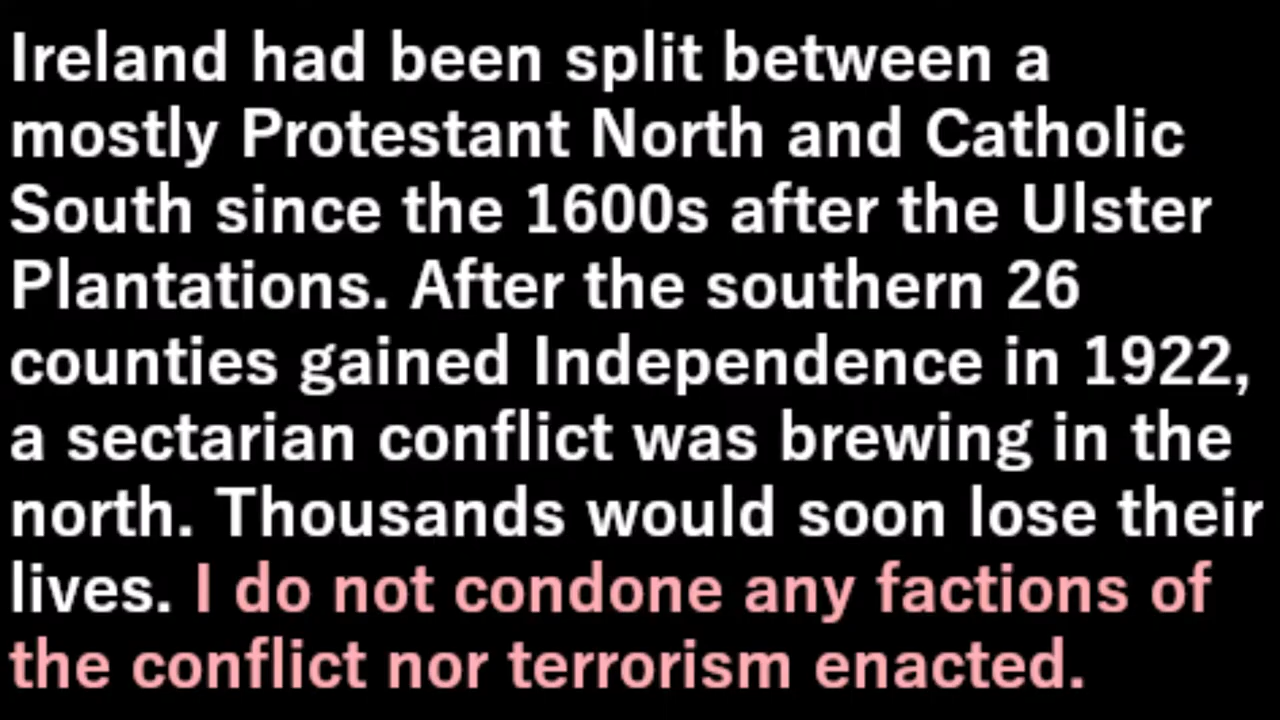 Ireland had been split between a
mostly Protestant North and Catholic
South since the 1600s after the Ulster
Plantations. After the southern 26
counties gained Independence in 1922,
a sectarian conflict was brewing in the
north. Thousands would soon lose their
lives. I do not condone any factions of
the conflict nor terrorism enacted.